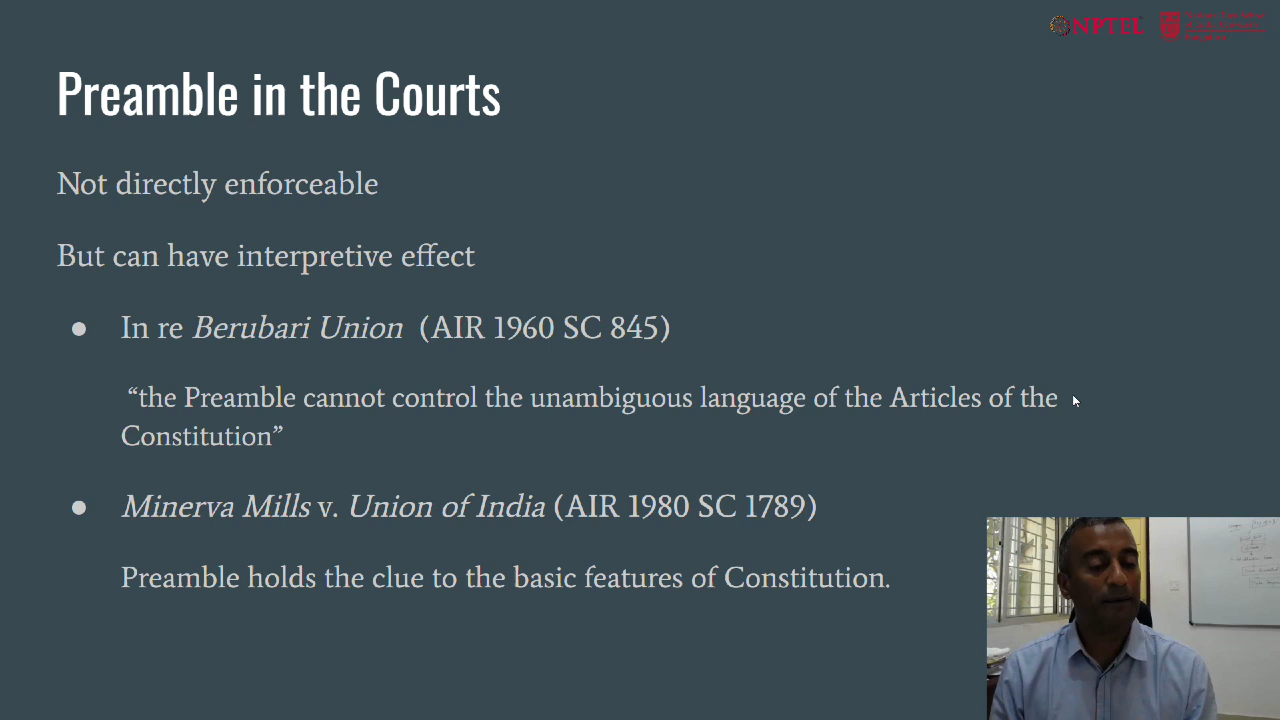 NPTEL
Preamble in the Courts
Not directly enforceable
But can have interpretive effect
● In re Berubari Union (AIR 1960 SC 845)
“the Preamble cannot control the unambiguous language of the Articles of the
Constitution”
● Minerva Mills v. Union of India (AIR 1980 SC 1789)
Preamble holds the clue to the basic features of Constitution.